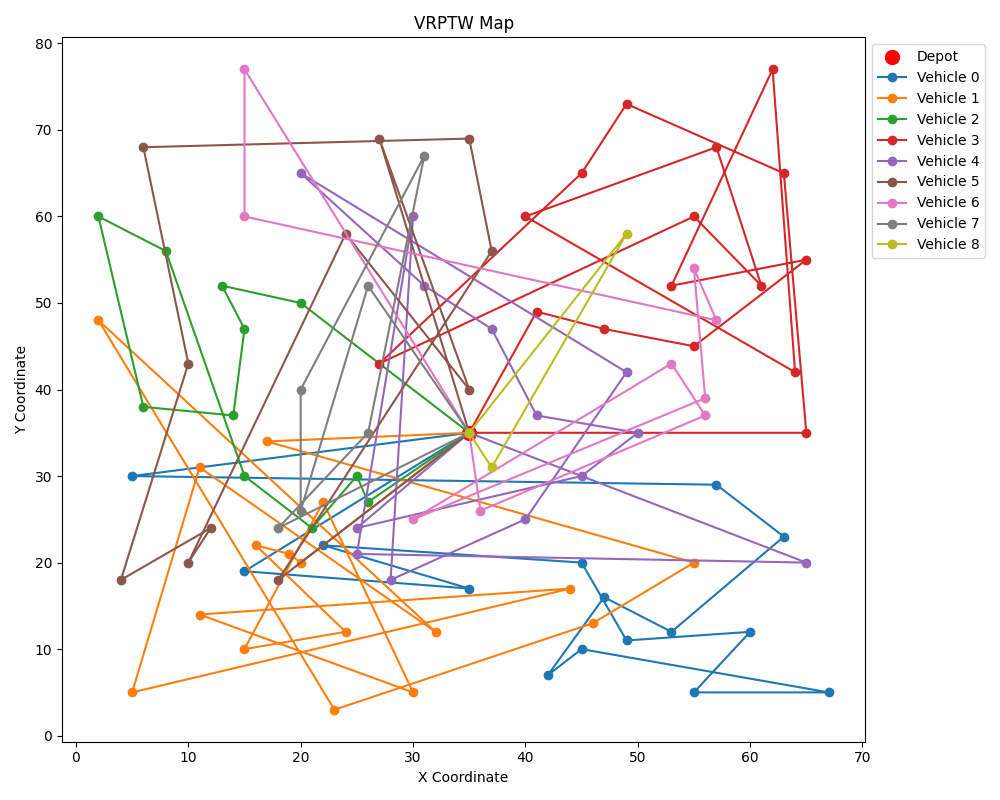 VRPTW Map
Y Coordinate
80
70
60
50
40
30
20
10
0
0 10 20 30 40 50 60 70
X Coordinate
Depot
Vehicle 0
Vehicle 1
Vehicle 2
Vehicle 3
Vehicle 4
Vehicle 5
Vehicle 6
Vehicle 7
Vehicle 8